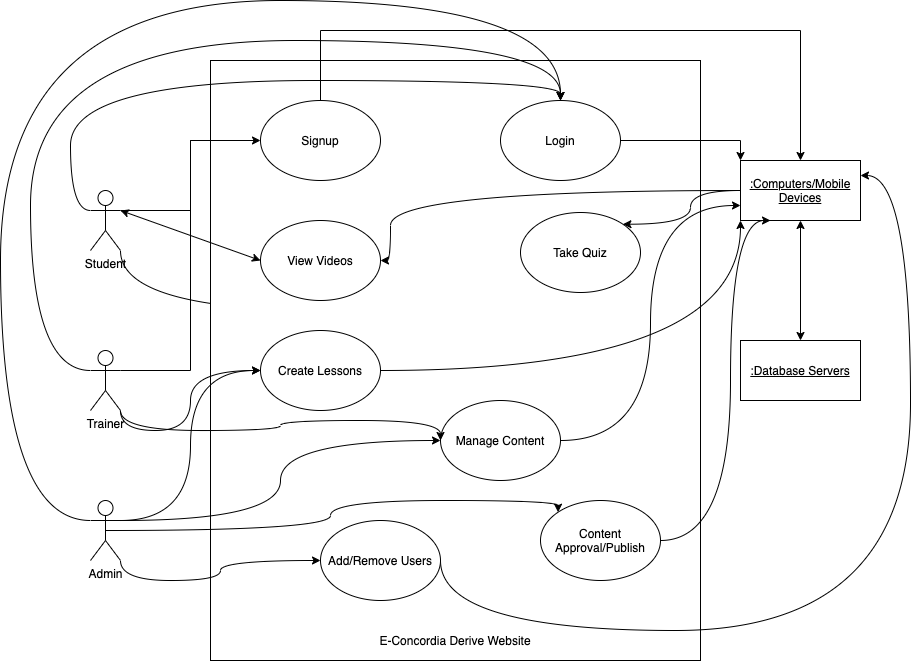 Signup
Login
:Computers/Mobile
Devices
Student
View Videos
Take Quiz
Create Lessons
:Database Servers
Trainer
Manage Content
Content
Approval/Publish
Admin
Add/Remove Users
E-Concordia Derive Website